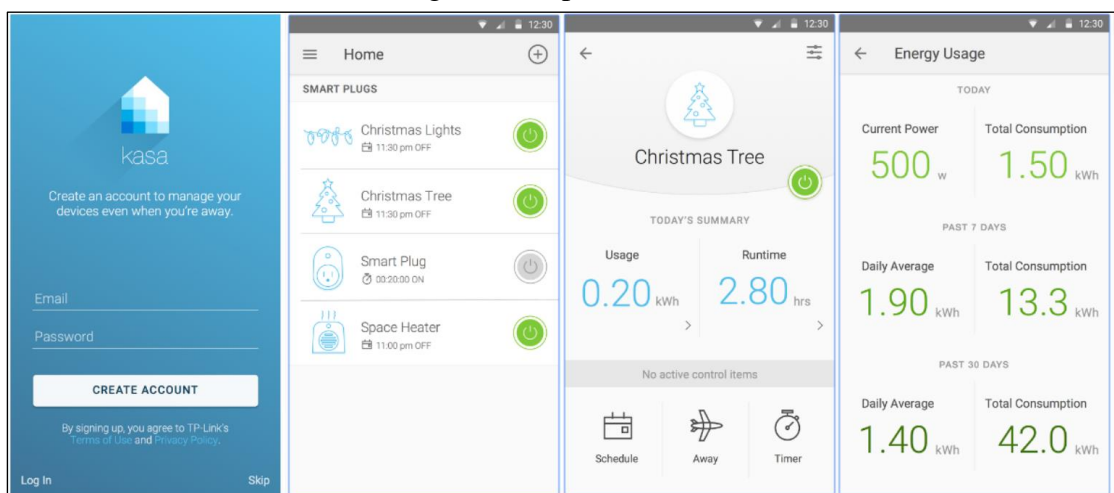 kasa
Create an account to manage your
devices even when you're away.
Email
Password
CREATE ACCOUNT
By signing up, you agree to TP-Link's
Terms of Use and Privacy Policy.
Log In Skip
12:30
Home
SMART PLUGS
Christmas Lights
11:30 pm OFF
Christmas Tree
11:30 pm OFF
Smart Plug
00:20:00 ON
Space Heater
11:00 pm OFF
12:30
Christmas Tree
TODAY'S SUMMARY
Usage Runtime
0.20 kWh 2.80 hrs
No active control items
Schedule Away Timer
12:30
Energy Usage
TODAY
Current Power Total Consumption
500 w 1.50 kWh
PAST 7 DAYS
Daily Average Total Consumption
1.90 kWh 13.3 kWh
PAST 30 DAYS
Daily Average Total Consumption
1.40 kWh 42.0 kWh